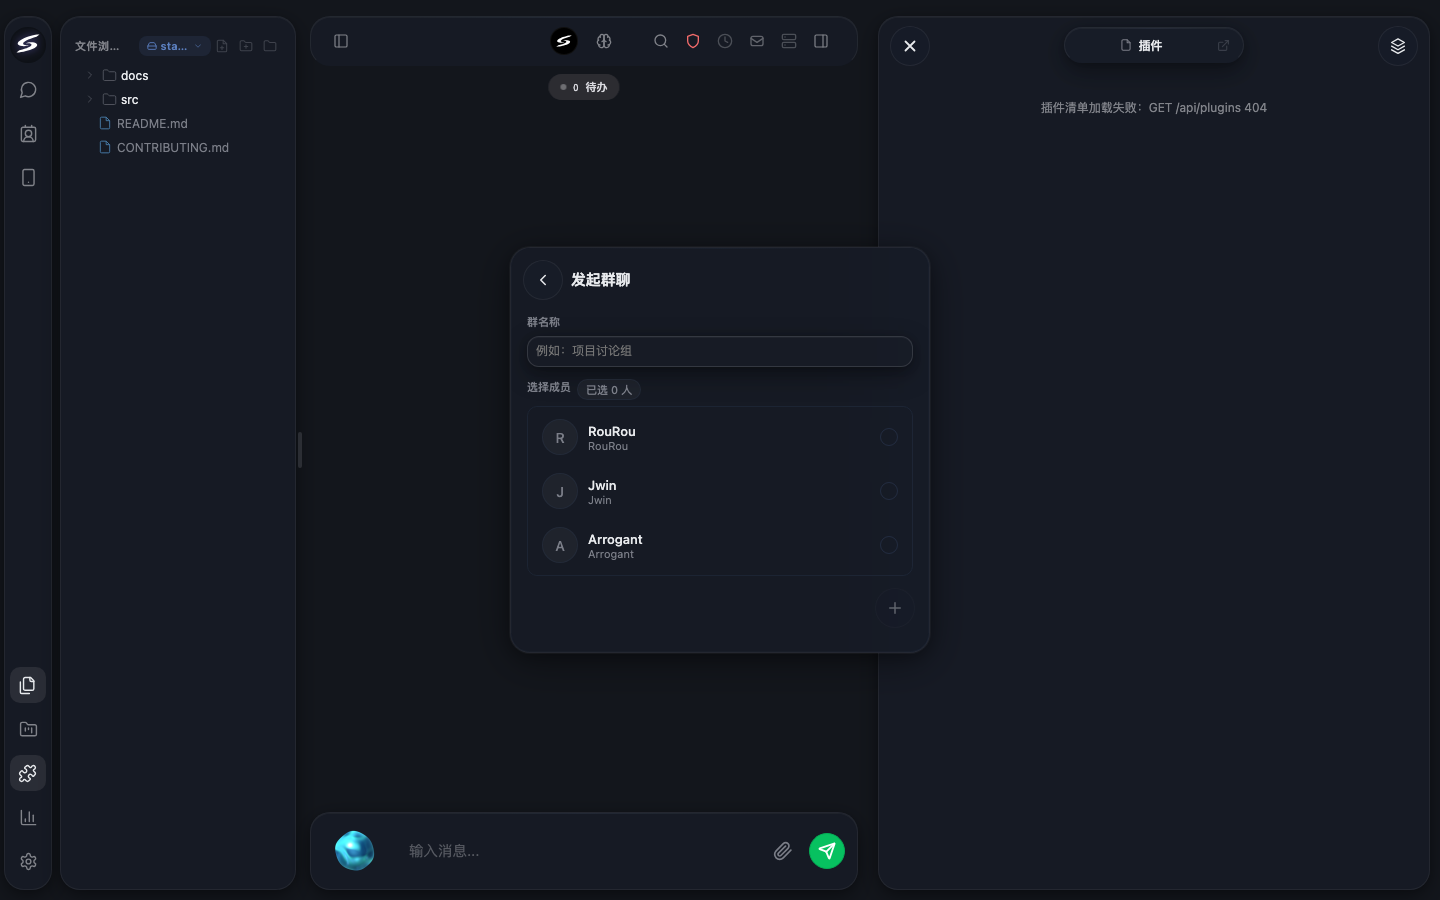 文件浏...
sta...
docs
src
README.md
CONTRIBUTING.md
0 待办
插件
插件清单加载失败：GET /api/plugins 404
发起群聊
群名称
例如：项目讨论组
选择成员 已选 0 人
R
RouRou
RouRou
J
Jwin
Jwin
A
Arrogant
Arrogant
输入消息...